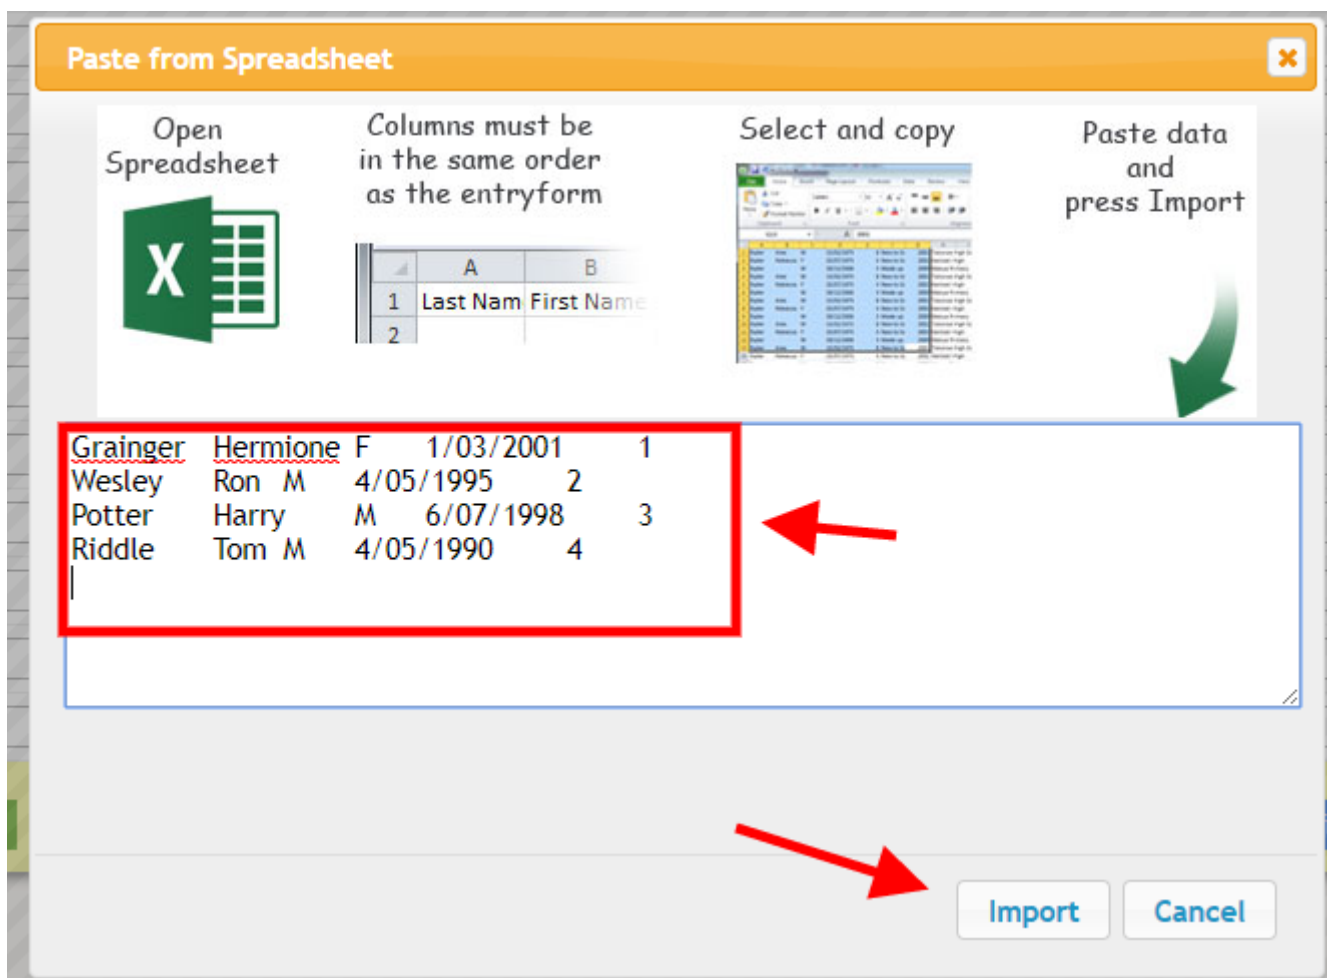 Paste from Spreadsheet
Open
Spreadsheet
Columns must be
in the same order
as the entryform
Select and copy
Paste data
and
press Import
X
A B
1 Last Nam First Name
2
Grainger Hermione F 1/03/2001 1
Wesley Ron M 4/05/1995 2
Potter Harry M 6/07/1998 3
Riddle Tom M 4/05/1990 4
Import Cancel